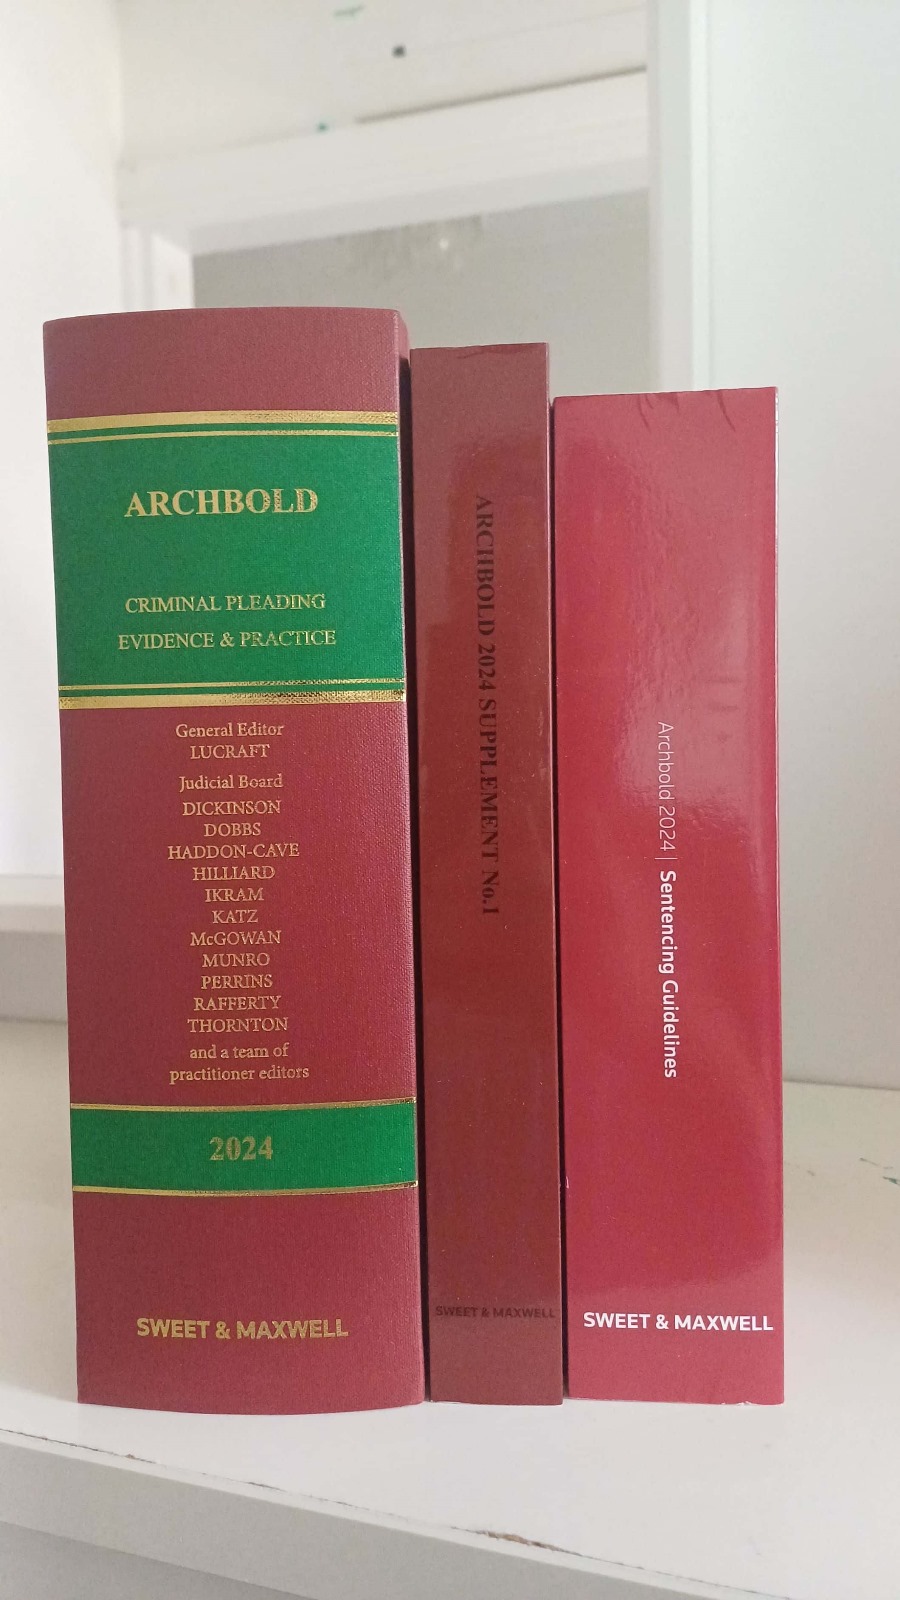 ARCHBOLD
CRIMINAL PLEADING
EVIDENCE & PRACTICE
General Editor
LUCRAFT
Judicial Board
DICKINSON
DOBBS
HADDON-CAVE
HILLIARD
IKRAM
KATZ
McGOWAN
MUNRO
PERRINS
RAFFERTY
THORNTON
and a team of
practitioner editors
2024
SWEET & MAXWELL
ARCHBOLD 2024 SUPPLEMENT No.1
SWEET & MAXWELL
Archbold 2024 | Sentencing Guidelines
SWEET & MAXWELL